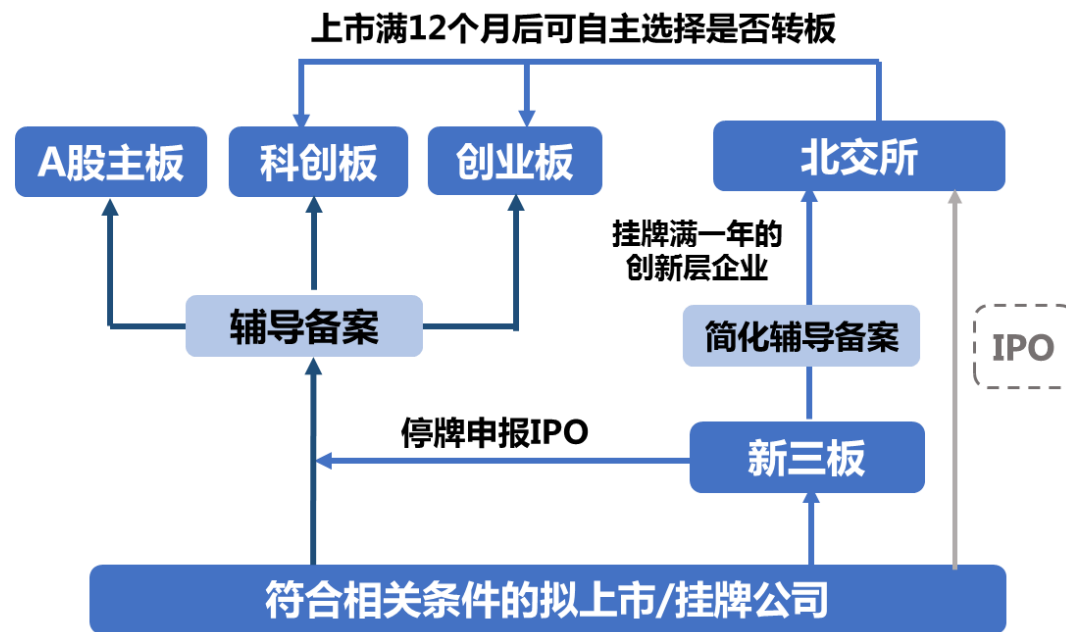 上市满12个月后可自主选择是否转板
A股主板
科创板
创业板
北交所
挂牌满一年的
创新层企业
辅导备案
简化辅导备案
IPO
停牌申报IPO
新三板
符合相关条件的拟上市/挂牌公司